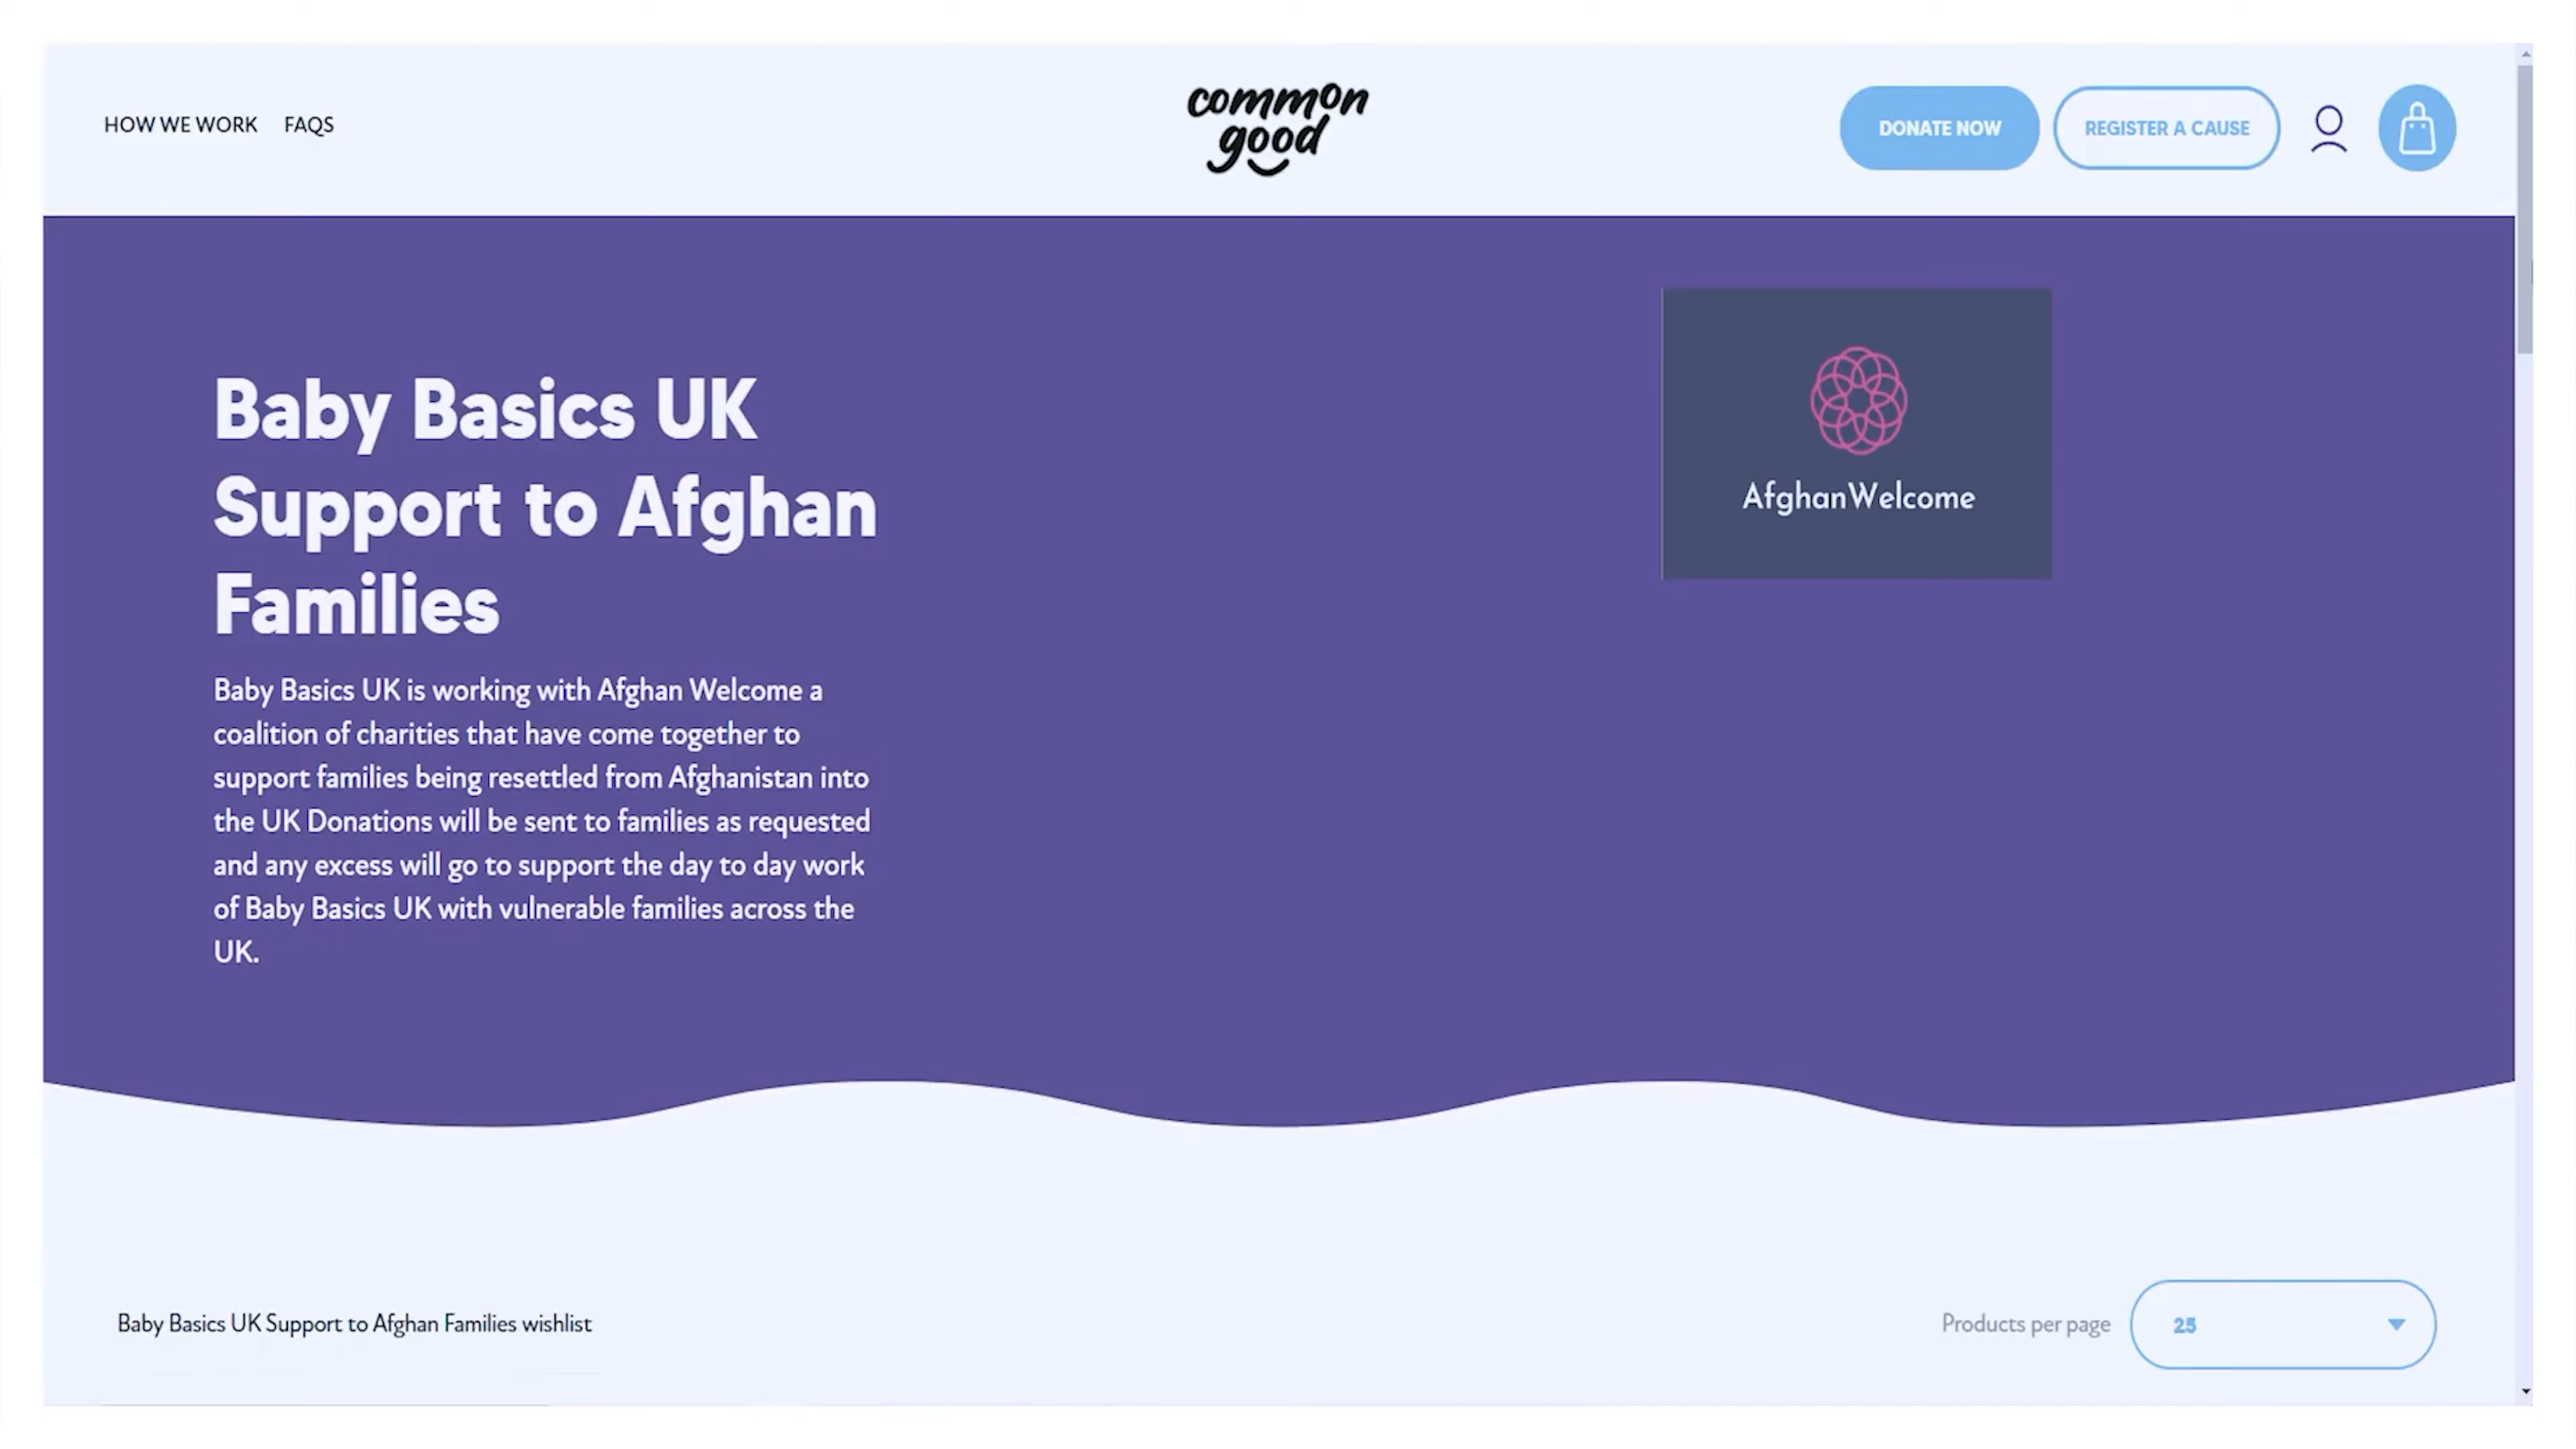 HOW WE WORK FAQS
common
good
DONATE NOW
REGISTER A CAUSE
Baby Basics UK
Support to Afghan
Families
AfghanWelcome
Baby Basics UK is working with Afghan Welcome a
coalition of charities that have come together to
support families being resettled from Afghanistan into
the UK Donations will be sent to families as requested
and any excess will go to support the day to day work
of Baby Basics UK with vulnerable families across the
UK.
Baby Basics UK Support to Afghan Families wishlist
Products per page
25